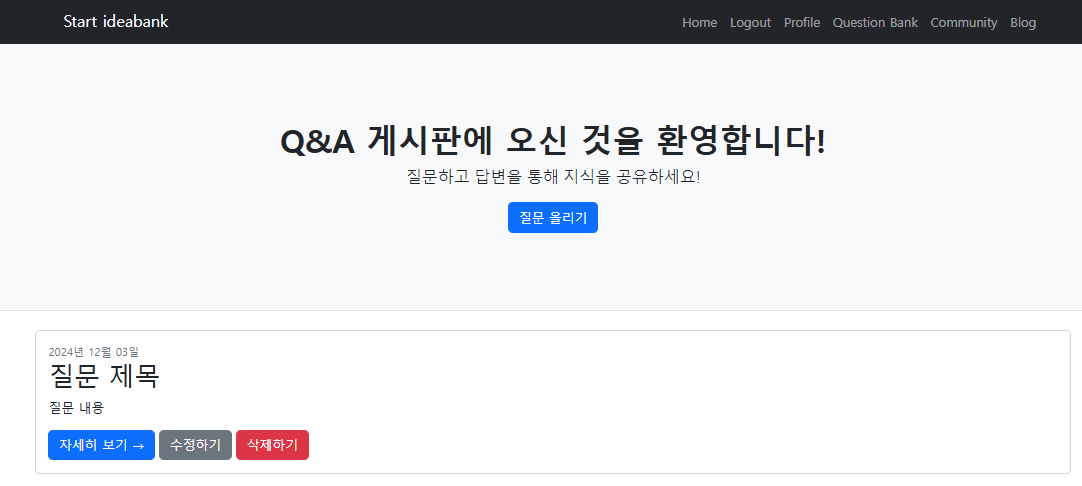 Start ideabank Home Logout Profile Question Bank Community Blog
Q&A 게시판에 오신 것을 환영합니다!
질문하고 답변을 통해 지식을 공유하세요!
질문 올리기
2024년 12월 03일
질문 제목
질문 내용
자세히 보기 → 수정하기 삭제하기